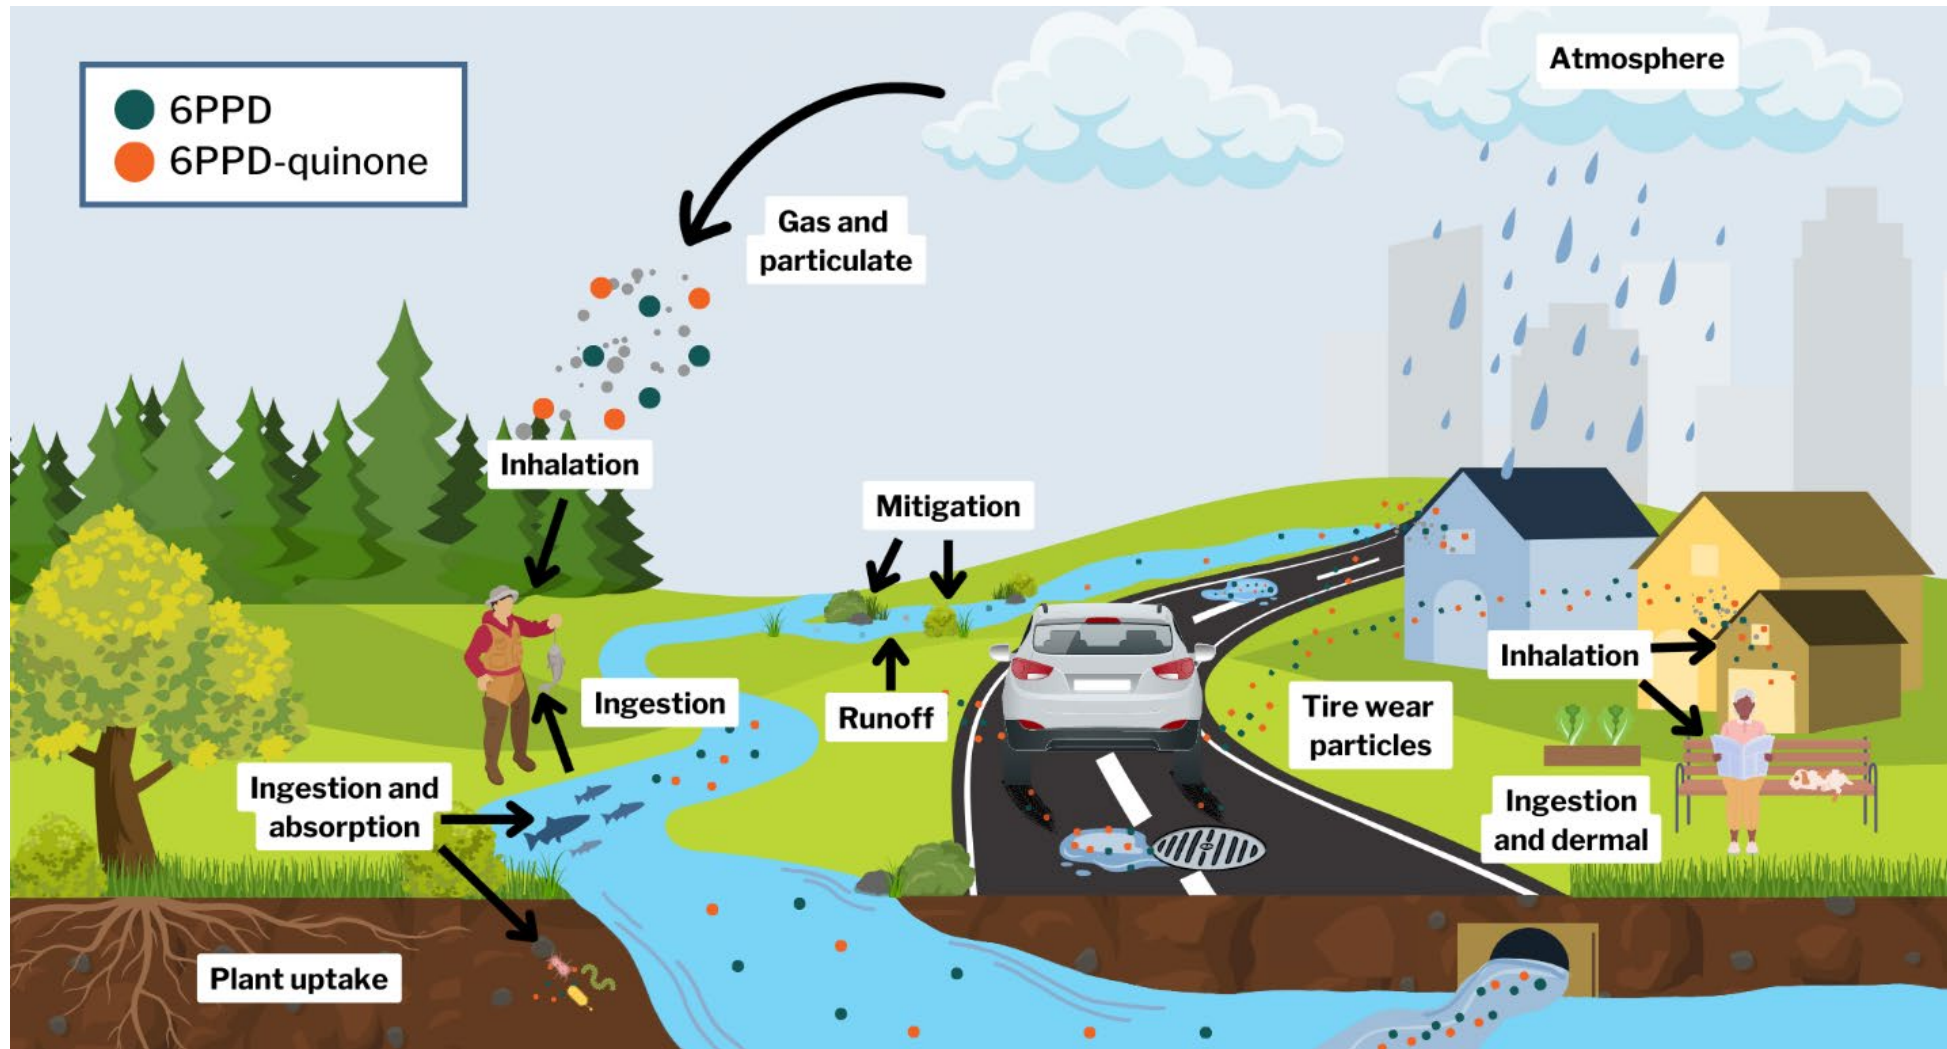 6PPD
6PPD-quinone
Atmosphere
Gas and
particulate
Inhalation
Mitigation
Ingestion
Runoff
Inhalation
Tire wear
particles
Ingestion and
absorption
Ingestion
and dermal
Plant uptake